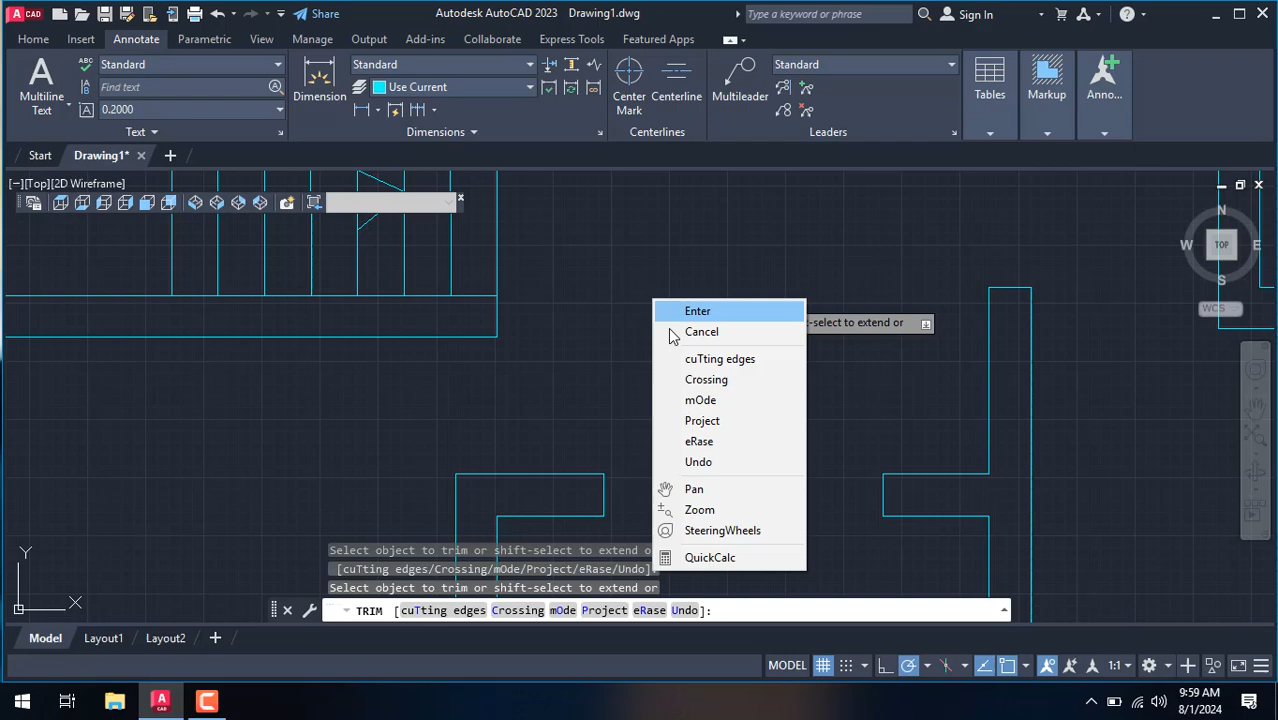 CAD
Share
Autodesk AutoCAD 2023 Drawing1.dwg
Type a keyword or phrase
Sign In
Home Insert Annotate Parametric View Manage Output Add-ins Collaborate Express Tools Featured Apps
Multiline
Text
Standard
Find text
0.2000
Text
Dimension
Standard
Use Current
Dimensions
Center
Mark
Centerline
Centerlines
Multileader
Standard
Leaders
Tables
Markup
Anno...
Start Drawing1*
[−][Top][2D Wireframe]
N
W TOP E
S
WCS
-select to extend or
Enter
Cancel
cuTting edges
Crossing
mOde
Project
eRase
Undo
Pan
Zoom
SteeringWheels
QuickCalc
Y
X
Select object to trim or shift-select to extend or
[cuTting edges/Crossing/mOde/Project/eRase/Undo]:
Select object to trim or shift-select to extend or
TRIM [cuTting edges Crossing mOde Project eRase Undo]:
Model Layout1 Layout2
MODEL 1:1
9:59 AM
8/1/2024